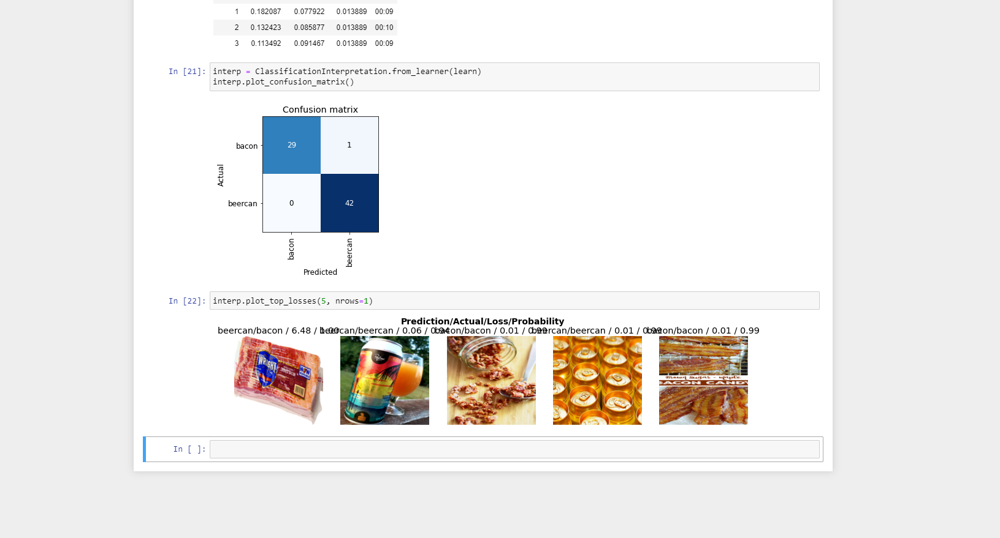 1 0.182087 0.077922 0.013889 00:09
2 0.132423 0.085877 0.013889 00:10
3 0.113492 0.091467 0.013889 00:09
In [21]: interp = ClassificationInterpretation.from_learner(learn)
interp.plot_confusion_matrix()
Confusion matrix
bacon 29 1
Actual
beercan 0 42
bacon beercan
Predicted
In [22]: interp.plot_top_losses(5, nrows=1)
Prediction/Actual/Loss/Probability
beercan/bacon / 6.48 / 1.00 beercan/beercan / 0.06 / 0.94 bacon/bacon / 0.01 / 0.99 beercan/beercan / 0.01 / 0.99 bacon/bacon / 0.01 / 0.99
BACON CANDY
In [ ]: